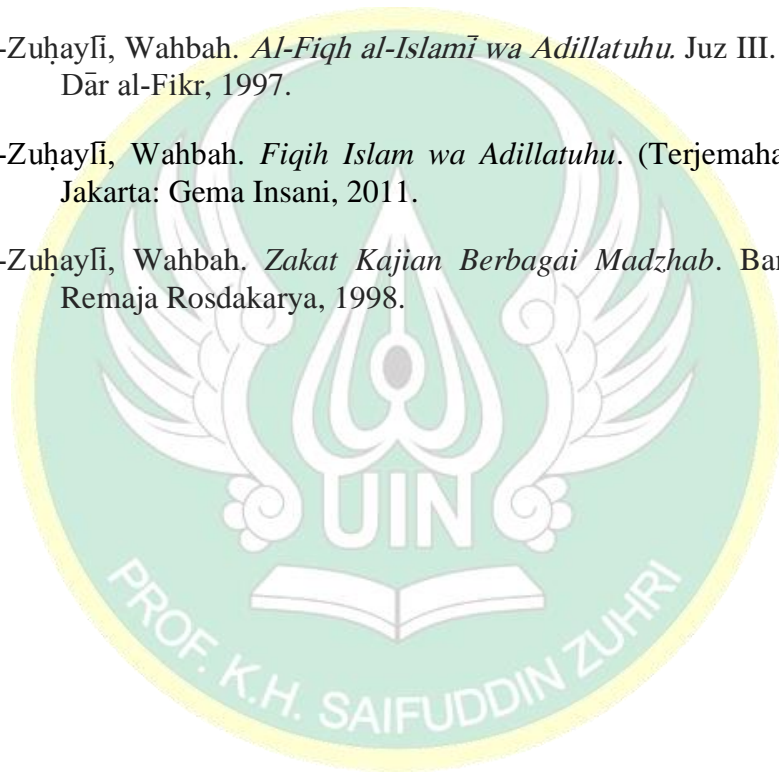 -Zuḥaylī, Wahbah. Al-Fiqh al-Islamī wa Adillatuhu. Juz III.
Dār al-Fikr, 1997.
-Zuḥaylī, Wahbah. Fiqih Islam wa Adillatuhu. (Terjemaha
Jakarta: Gema Insani, 2011.
-Zuḥaylī, Wahbah. Zakat Kajian Berbagai Madzhab. Ban
Remaja Rosdakarya, 1998.
UIN
PROF. K.H. SAIFUDDIN ZUHRI